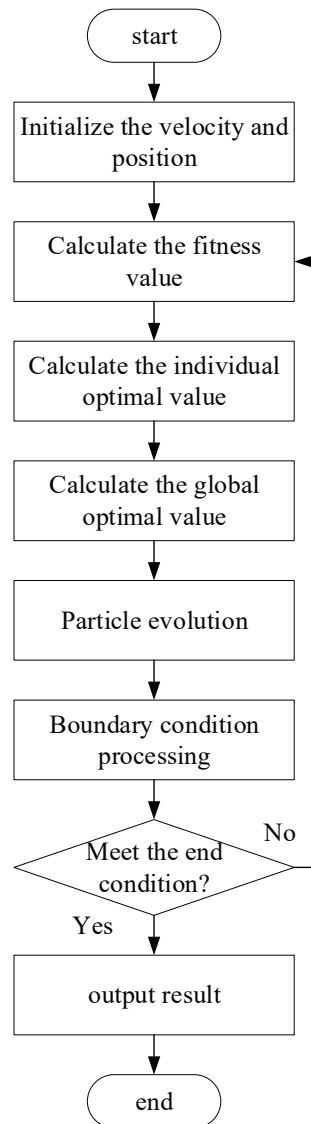 start
Initialize the velocity and
position
Calculate the fitness
value
Calculate the individual
optimal value
Calculate the global
optimal value
Particle evolution
Boundary condition
processing
Meet the end
condition?
No
Yes
output result
end